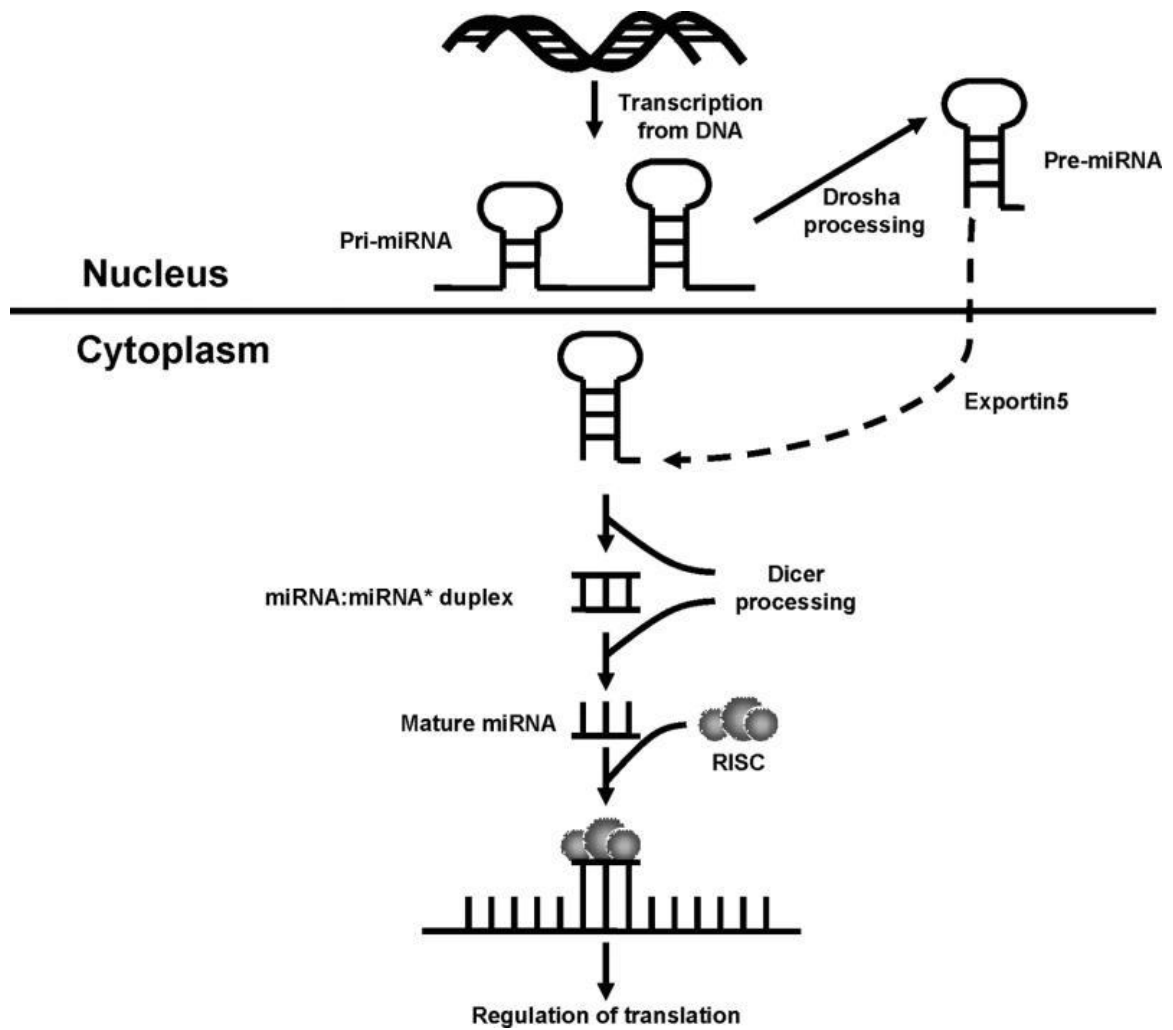 Transcription
from DNA
Pre-miRNA
Drosha
processing
Pri-miRNA
Nucleus
Cytoplasm
Exportin5
miRNA:miRNA* duplex
Dicer
processing
Mature miRNA
RISC
Regulation of translation